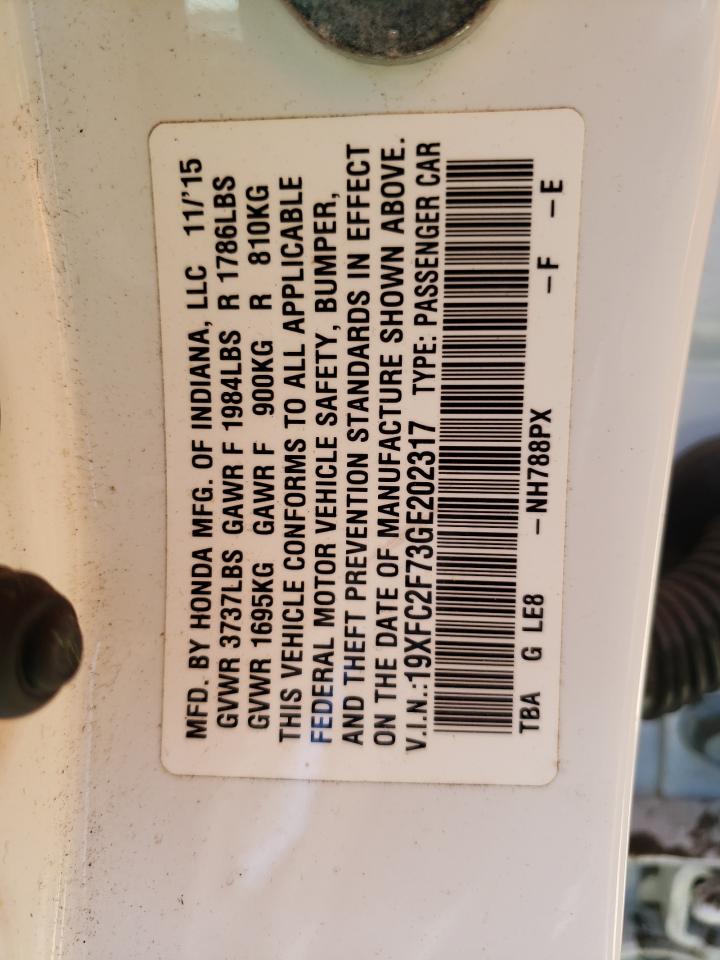 MFD. BY HONDA MFG. OF INDIANA, LLC 11/'15
GVWR 3737LBS GAWR F 1984LBS R 1786LBS
GVWR 1695KG GAWR F 900KG R 810KG
THIS VEHICLE CONFORMS TO ALL APPLICABLE
FEDERAL MOTOR VEHICLE SAFETY, BUMPER,
AND THEFT PREVENTION STANDARDS IN EFFECT
ON THE DATE OF MANUFACTURE SHOWN ABOVE.
V.I.N.:19XFC2F73GE202317 TYPE: PASSENGER CAR
TBA G LE8 –NH788PX –F –E